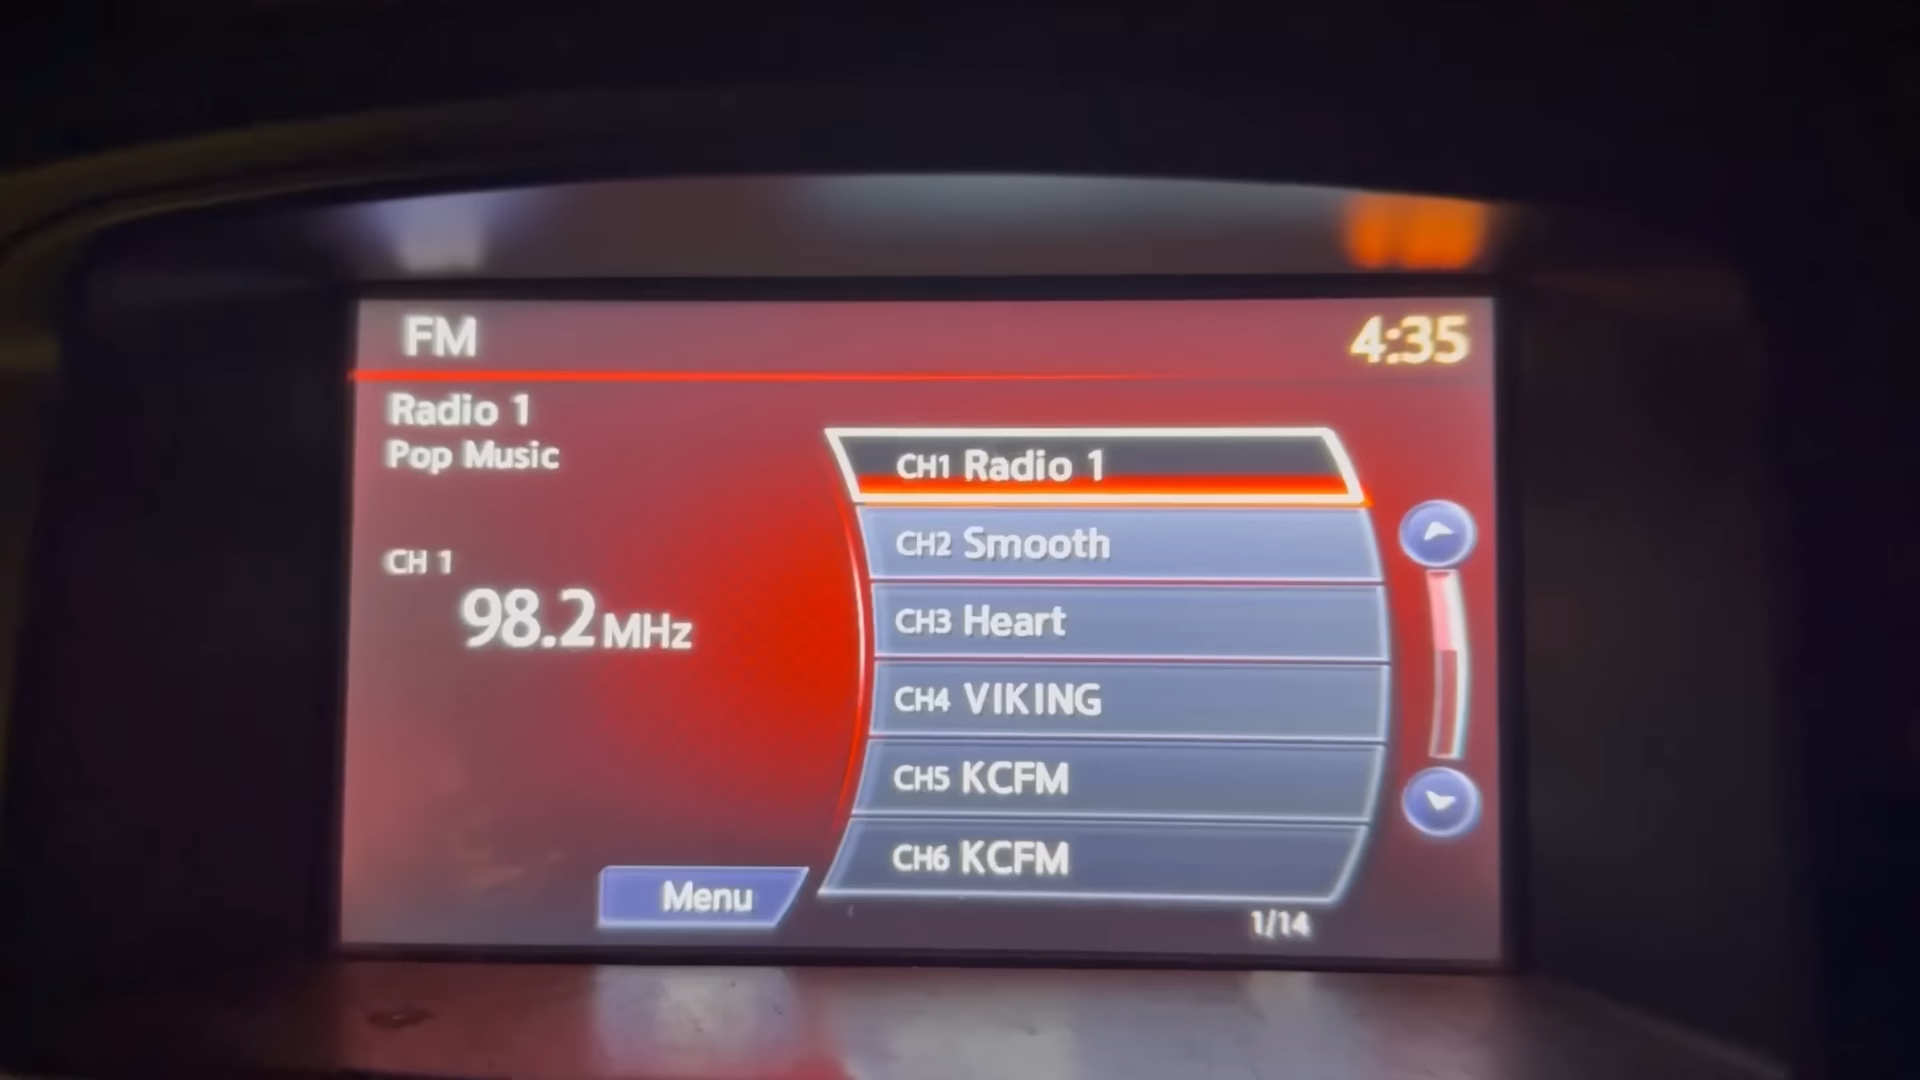 FM
4:35
Radio 1
Pop Music
CH 1
98.2 MHz
CH1 Radio 1
CH2 Smooth
CH3 Heart
CH4 VIKING
CH5 KCFM
CH6 KCFM
Menu
1/14